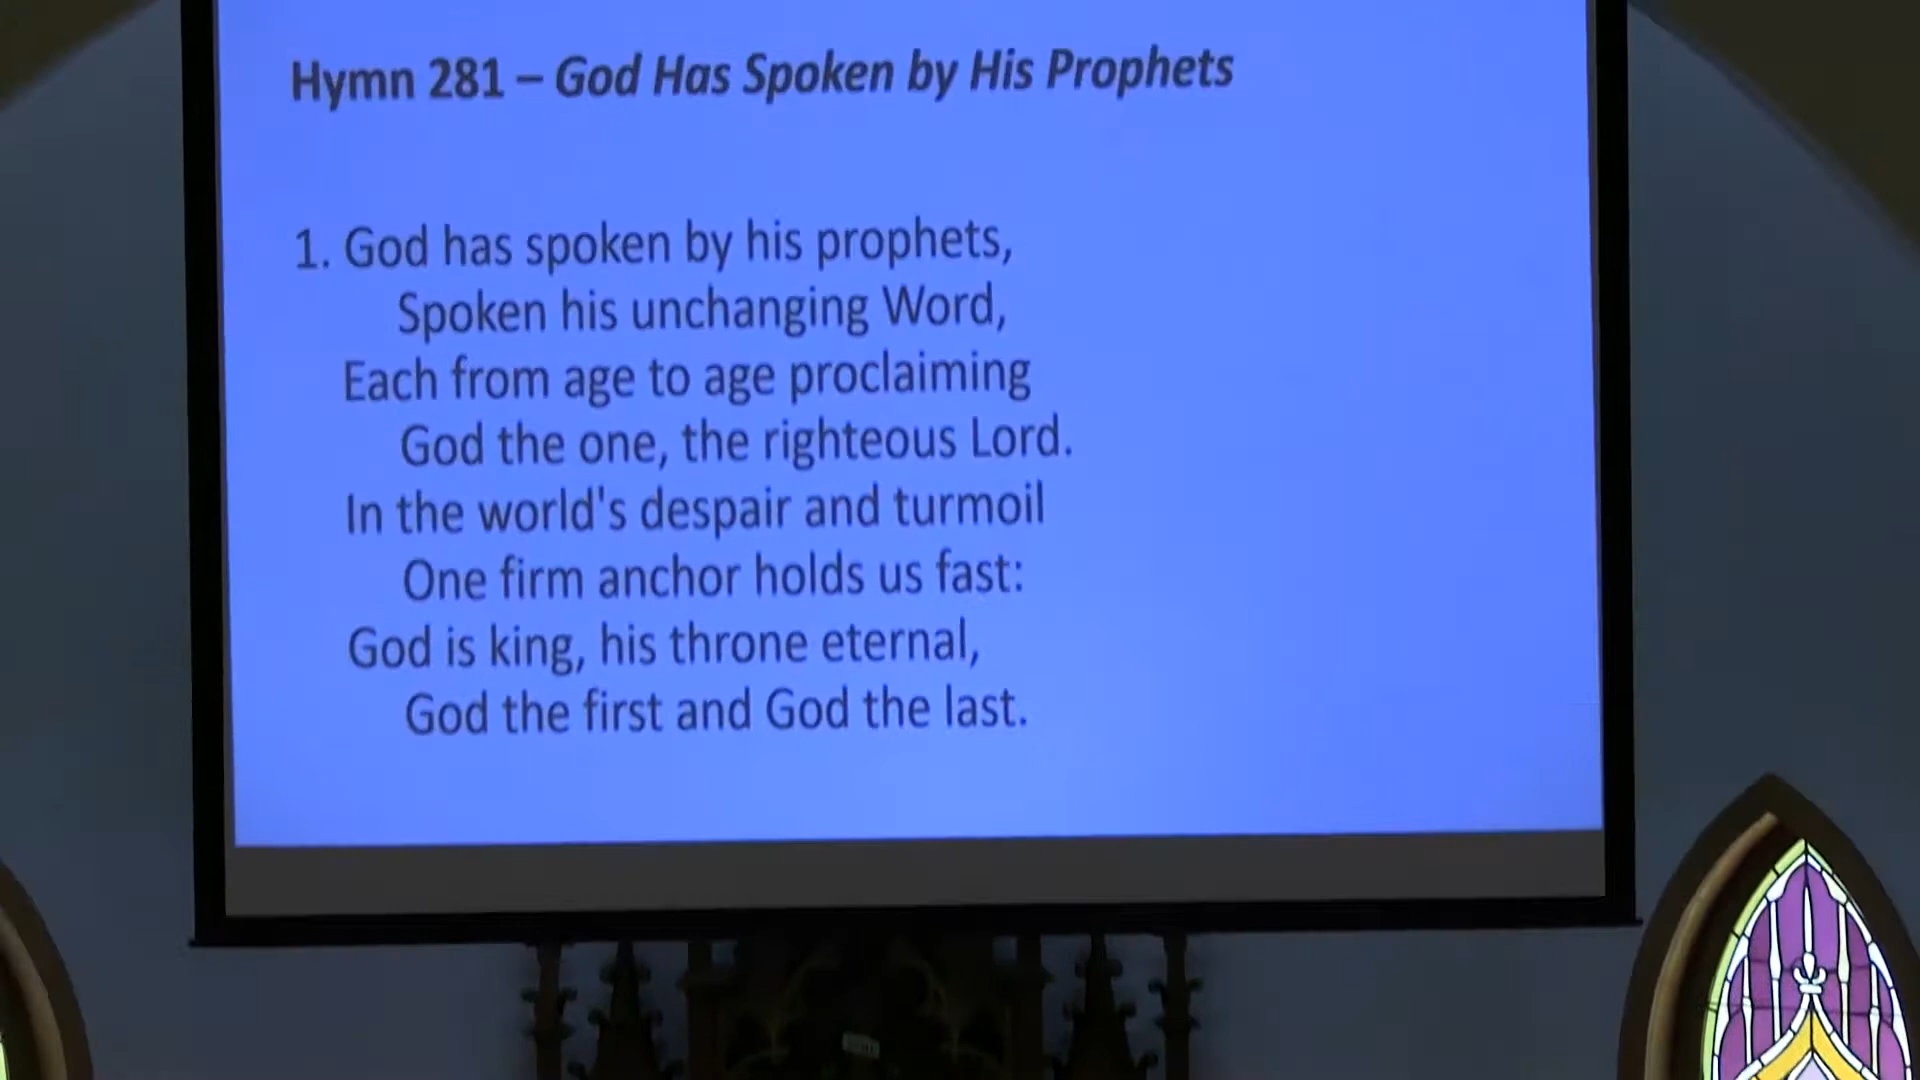 Hymn 281 – God Has Spoken by His Prophets
1. God has spoken by his prophets,
Spoken his unchanging Word,
Each from age to age proclaiming
God the one, the righteous Lord.
In the world's despair and turmoil
One firm anchor holds us fast:
God is king, his throne eternal,
God the first and God the last.